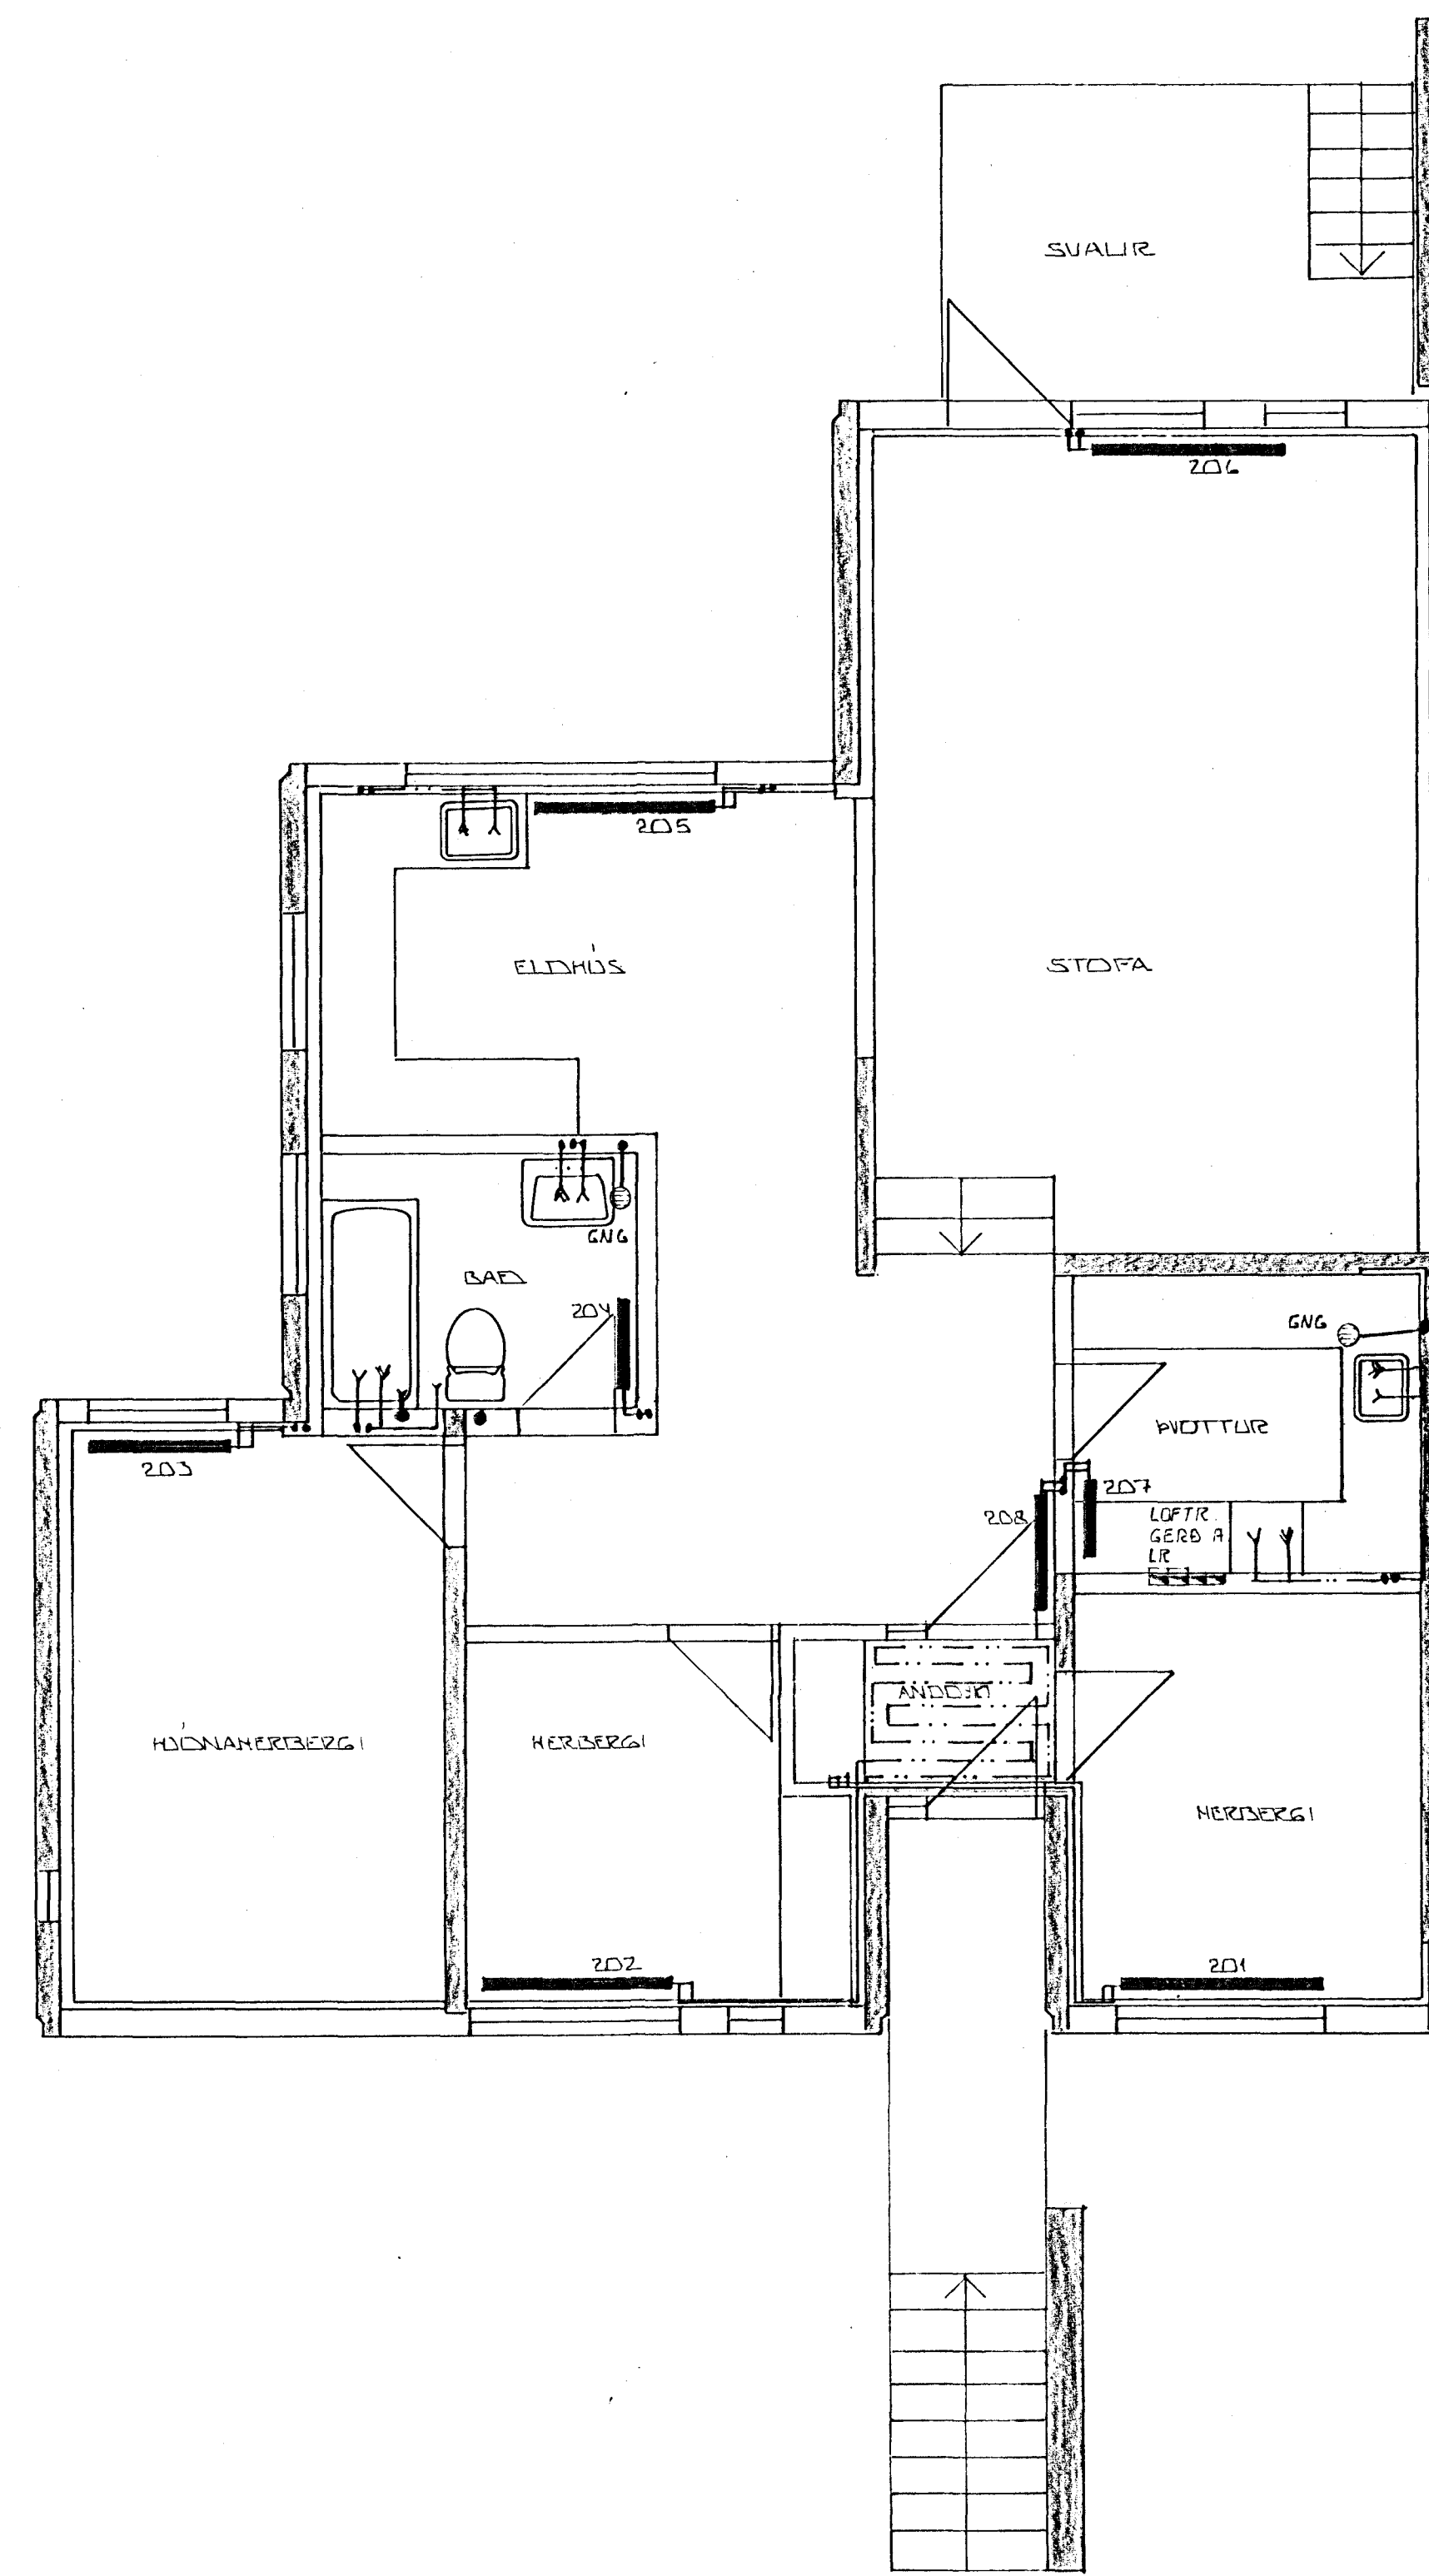 SVALIR
206
205
ELDHÚS
STOFA
GNG
BAÐ
204
GNG
ÞVOTTUR
203
207
208
LOFTR.
GERÐ A
LR
HJÓNAHERBERGI
HERBERGI
HERBERGI
202
201